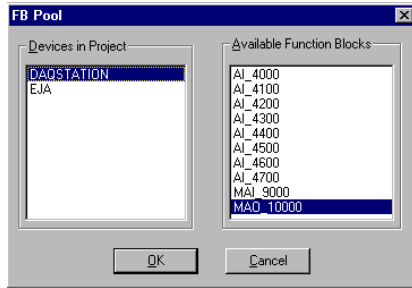 FB Pool
Devices in Project
DAQSTATION
EJA
Available Function Blocks
AI_4000
AI_4100
AI_4200
AI_4300
AI_4400
AI_4500
AI_4600
AI_4700
MAI_9000
MAO_10000
OK
Cancel